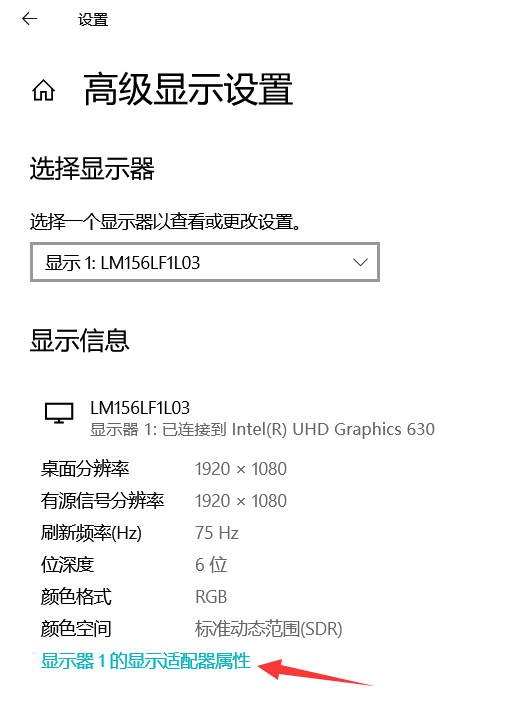 设置
高级显示设置
选择显示器
选择一个显示器以查看或更改设置。
显示 1: LM156LF1L03
显示信息
LM156LF1L03
显示器 1: 已连接到 Intel(R) UHD Graphics 630
桌面分辨率 1920 × 1080
有源信号分辨率 1920 × 1080
刷新频率(Hz) 75 Hz
位深度 6 位
颜色格式 RGB
颜色空间 标准动态范围(SDR)
显示器 1 的显示适配器属性